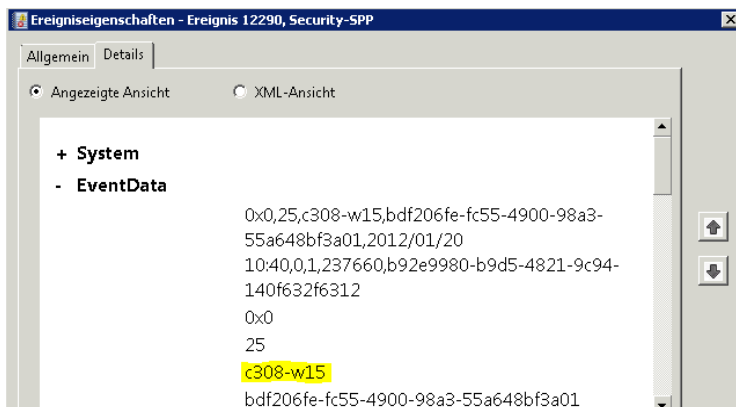 Ereigniseigenschaften - Ereignis 12290, Security-SPP
Allgemein Details
Angezeigte Ansicht XML-Ansicht
+ System
- EventData
0x0,25,c308-w15,bdf206fe-fc55-4900-98a3-
55a648bf3a01,2012/01/20
10:40,0,1,237660,b92e9980-b9d5-4821-9c94-
140f632f6312
0x0
25
c308-w15
bdf206fe-fc55-4900-98a3-55a648bf3a01